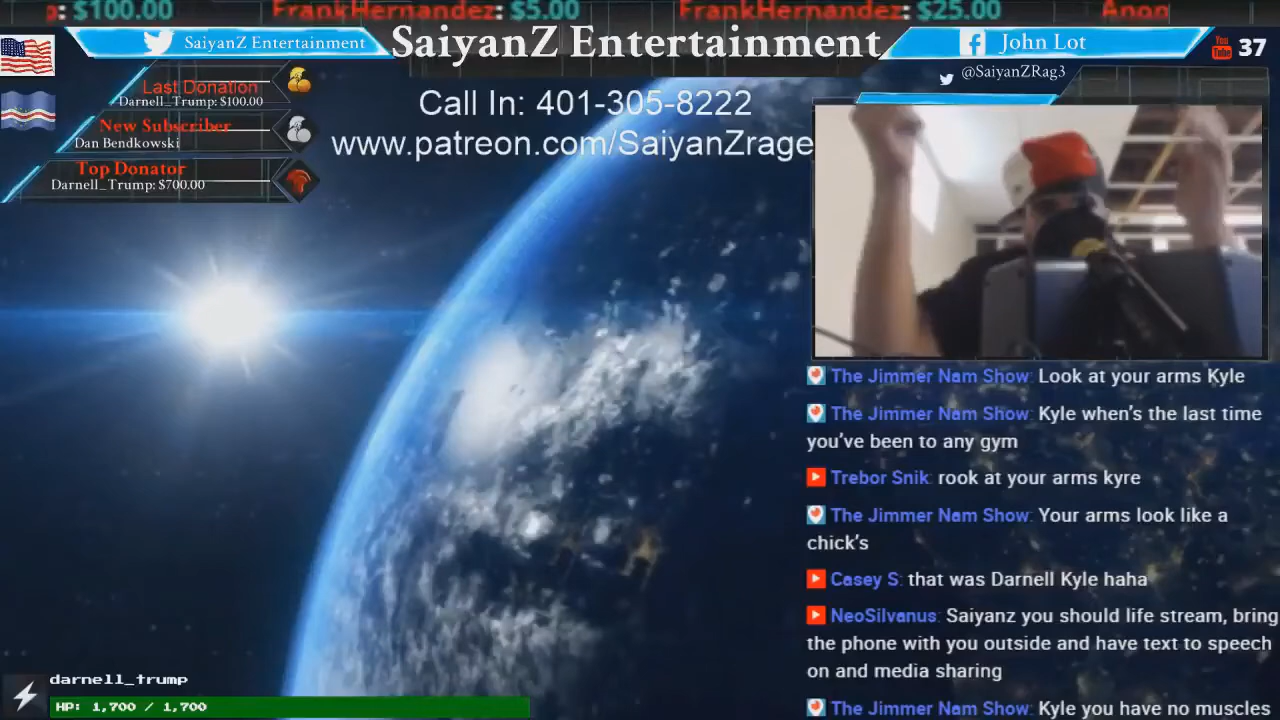 p: $100.00 FrankHernandez: $5.00 FrankHernandez: $25.00 Anon
SaiyanZ Entertainment
SaiyanZ Entertainment
John Lot
You Tube 37
@SaiyanZRag3
Last Donation
Darnell_Trump: $100.00
New Subscriber
Dan Bendkowski
Top Donator
Darnell_Trump: $700.00
Call In: 401-305-8222
www.patreon.com/SaiyanZrage
The Jimmer Nam Show: Look at your arms Kyle
The Jimmer Nam Show: Kyle when's the last time
you've been to any gym
Trebor Snik: rook at your arms kyre
The Jimmer Nam Show: Your arms look like a
chick's
Casey S: that was Darnell Kyle haha
NeoSilvanus: Saiyanz you should life stream, bring
the phone with you outside and have text to speech
on and media sharing
The Jimmer Nam Show: Kyle you have no muscles
darnell_trump
HP: 1,700 / 1,700